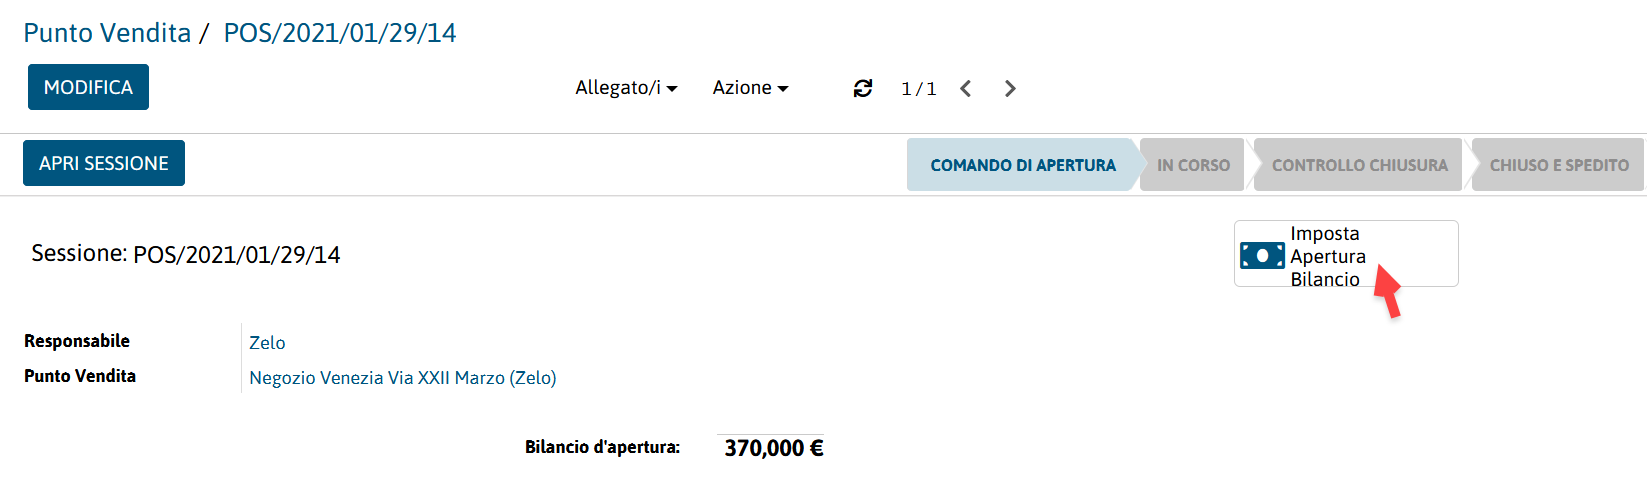 Punto Vendita / POS/2021/01/29/14
MODIFICA
Allegato/i Azione 1/1
APRI SESSIONE
COMANDO DI APERTURA IN CORSO CONTROLLO CHIUSURA CHIUSO E SPEDITO
Sessione: POS/2021/01/29/14
Imposta
Apertura
Bilancio
Responsabile Zelo
Punto Vendita Negozio Venezia Via XXII Marzo (Zelo)
Bilancio d'apertura: 370,000 €